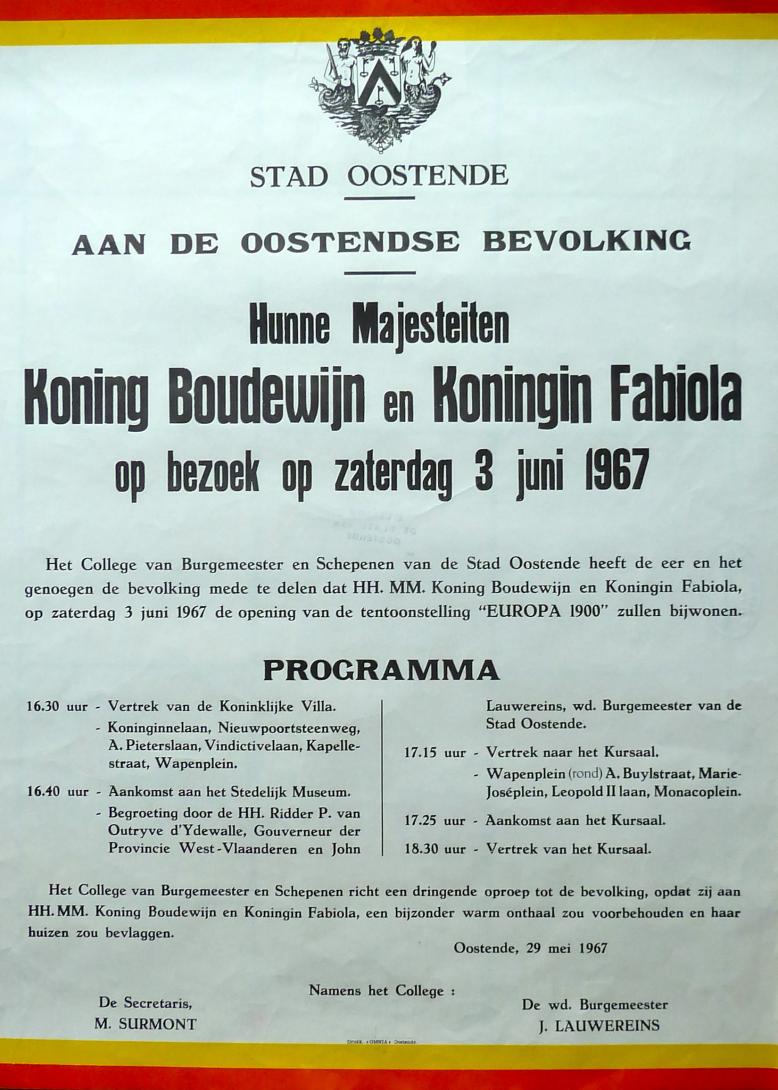 STAD OOSTENDE
AAN DE OOSTENDSE BEVOLKING
Hunne Majesteiten
Koning Boudewijn en Koningin Fabiola
op bezoek op zaterdag 3 juni 1967
Het College van Burgemeester en Schepenen van de Stad Oostende heeft de eer en het
genoegen de bevolking mede te delen dat HH. MM. Koning Boudewijn en Koningin Fabiola,
op zaterdag 3 juni 1967 de opening van de tentoonstelling “EUROPA 1900” zullen bijwonen.
PROGRAMMA
16.30 uur - Vertrek van de Koninklijke Villa.
- Koninginnelaan, Nieuwpoortsteenweg,
A. Pieterslaan, Vindictivelaan, Kapelle-
straat, Wapenplein.
16.40 uur - Aankomst aan het Stedelijk Museum.
- Begroeting door de HH. Ridder P. van
Outryve d'Ydewalle, Gouverneur der
Provincie West-Vlaanderen en John
Lauwereins, wd. Burgemeester van de
Stad Oostende.
17.15 uur - Vertrek naar het Kursaal.
- Wapenplein (rond) A. Buylstraat, Marie-
Joséplein, Leopold II laan, Monacoplein.
17.25 uur - Aankomst aan het Kursaal.
18.30 uur - Vertrek van het Kursaal.
Het College van Burgemeester en Schepenen richt een dringende oproep tot de bevolking, opdat zij aan
HH. MM. Koning Boudewijn en Koningin Fabiola, een bijzonder warm onthaal zou voorbehouden en haar
huizen zou bevlaggen.
Oostende, 29 mei 1967
Namens het College :
De Secretaris,
M. SURMONT
De wd. Burgemeester
J. LAUWEREINS
Drukk. «OMNIA» Oostende